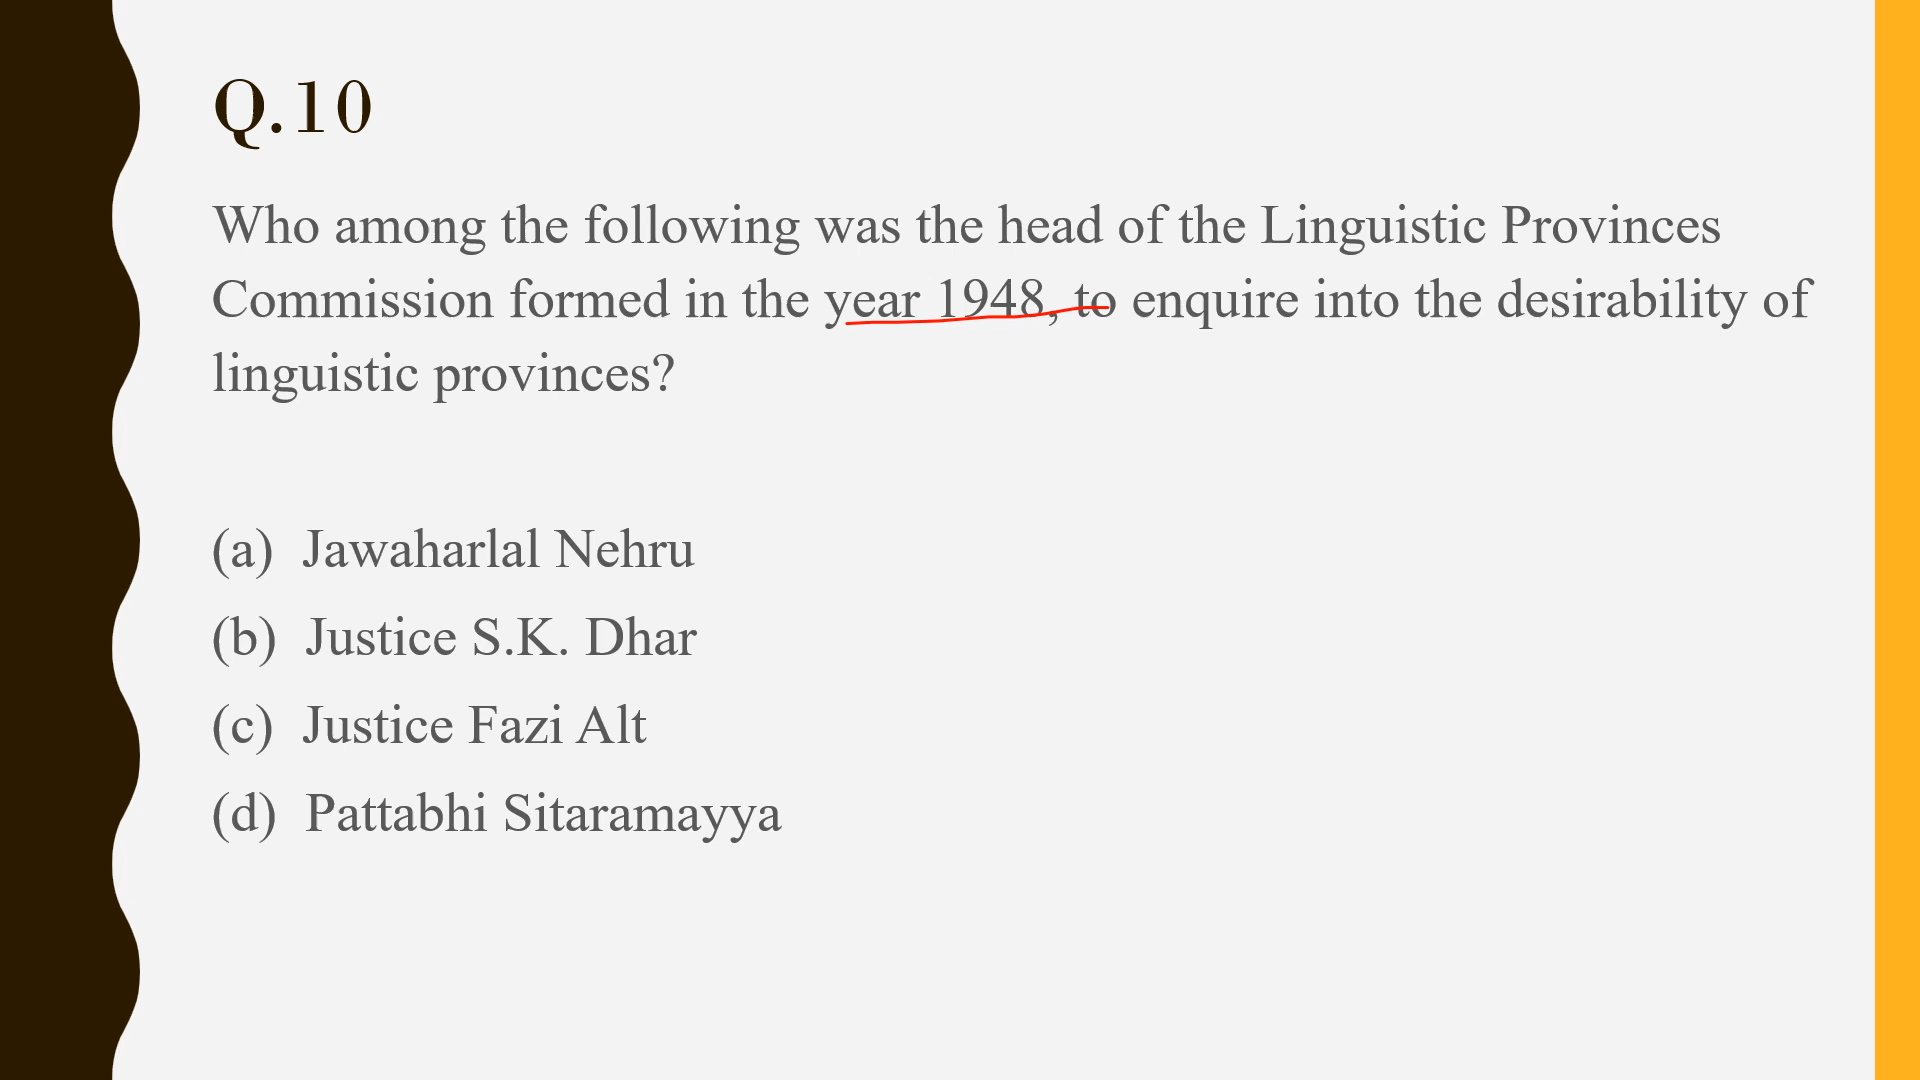 Q.10
Who among the following was the head of the Linguistic Provinces
Commission formed in the year 1948, to enquire into the desirability of
linguistic provinces?
(a) Jawaharlal Nehru
(b) Justice S.K. Dhar
(c) Justice Fazi Alt
(d) Pattabhi Sitaramayya